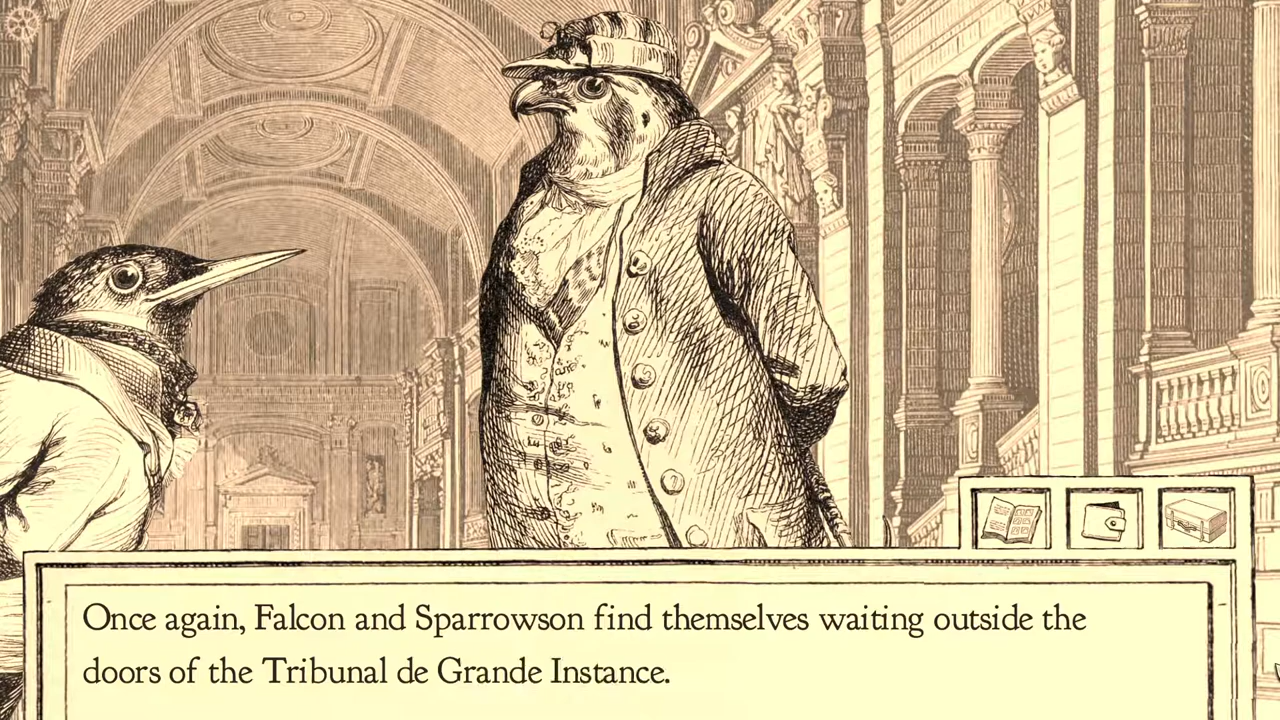 Once again, Falcon and Sparrowson find themselves waiting outside the
doors of the Tribunal de Grande Instance.